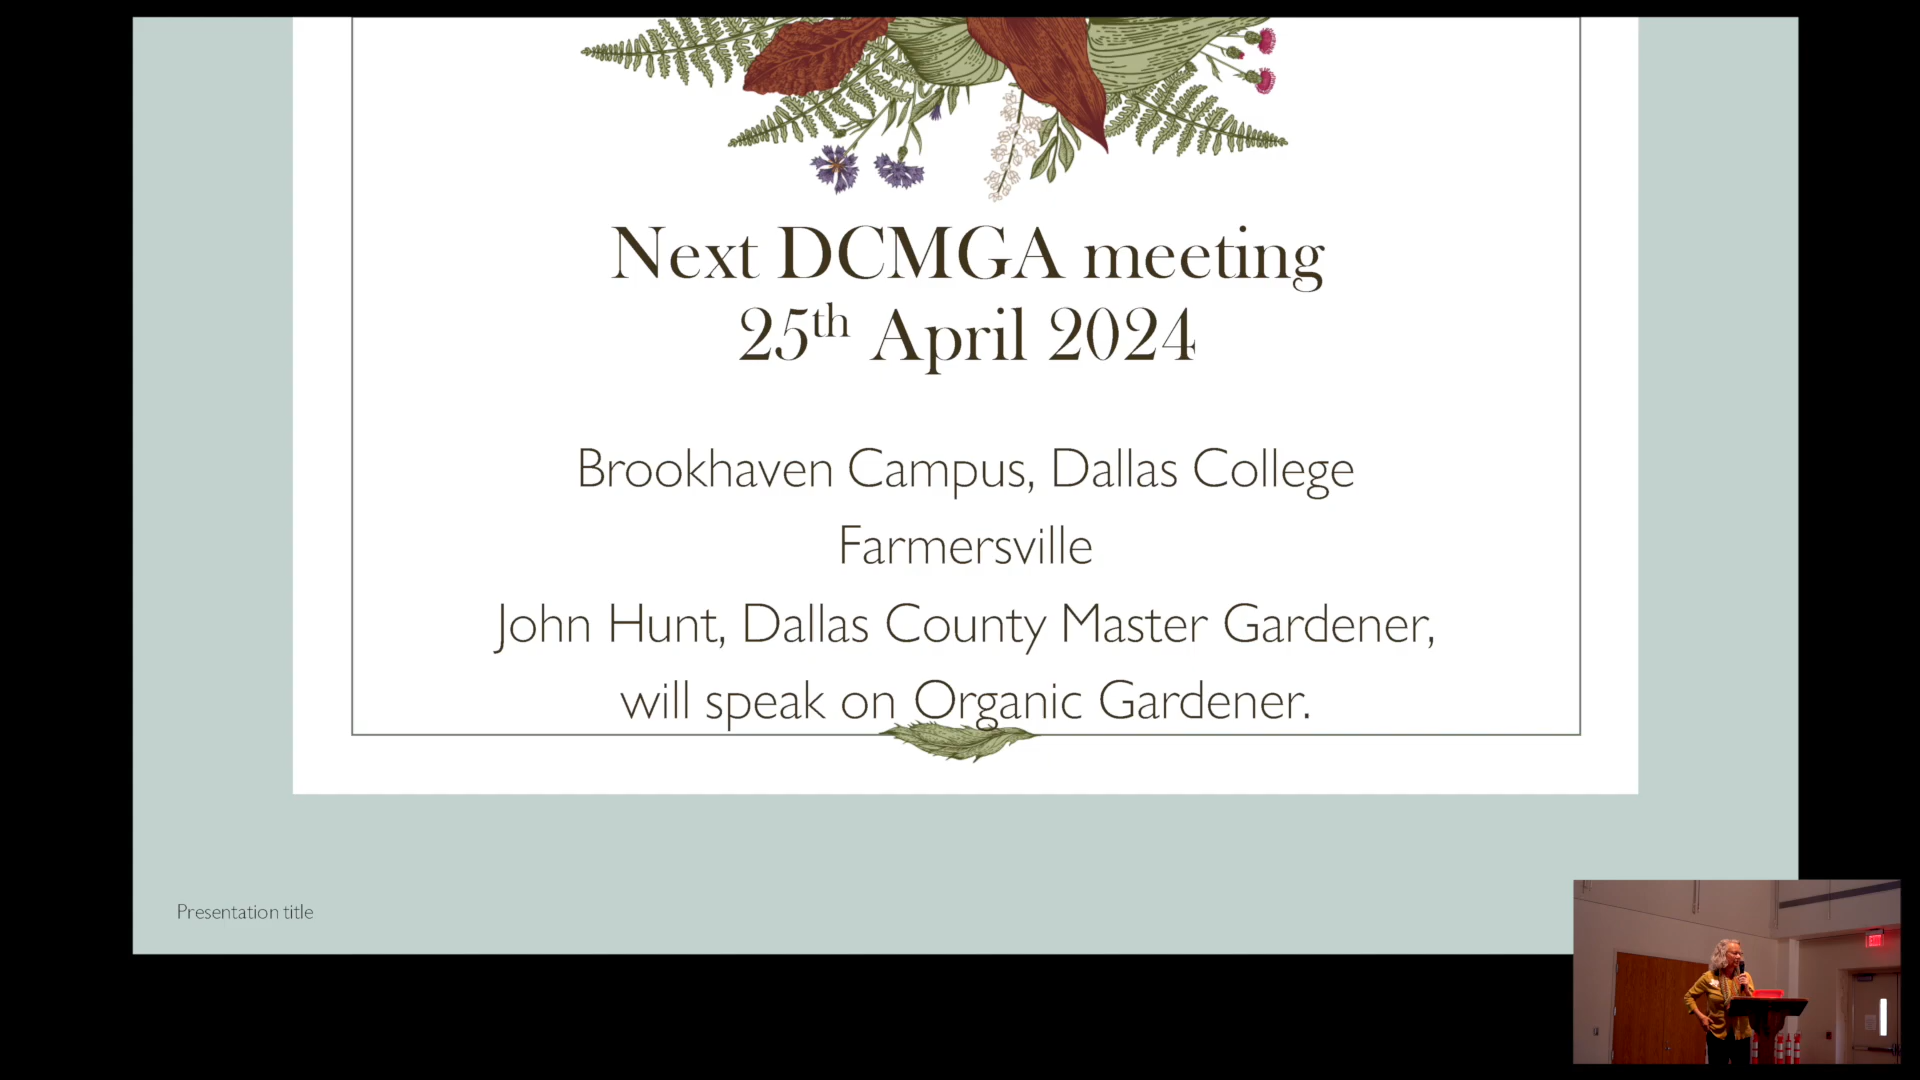 Next DCMGA meeting
25th April 2024
Brookhaven Campus, Dallas College
Farmersville
John Hunt, Dallas County Master Gardener,
will speak on Organic Gardener.
Presentation title